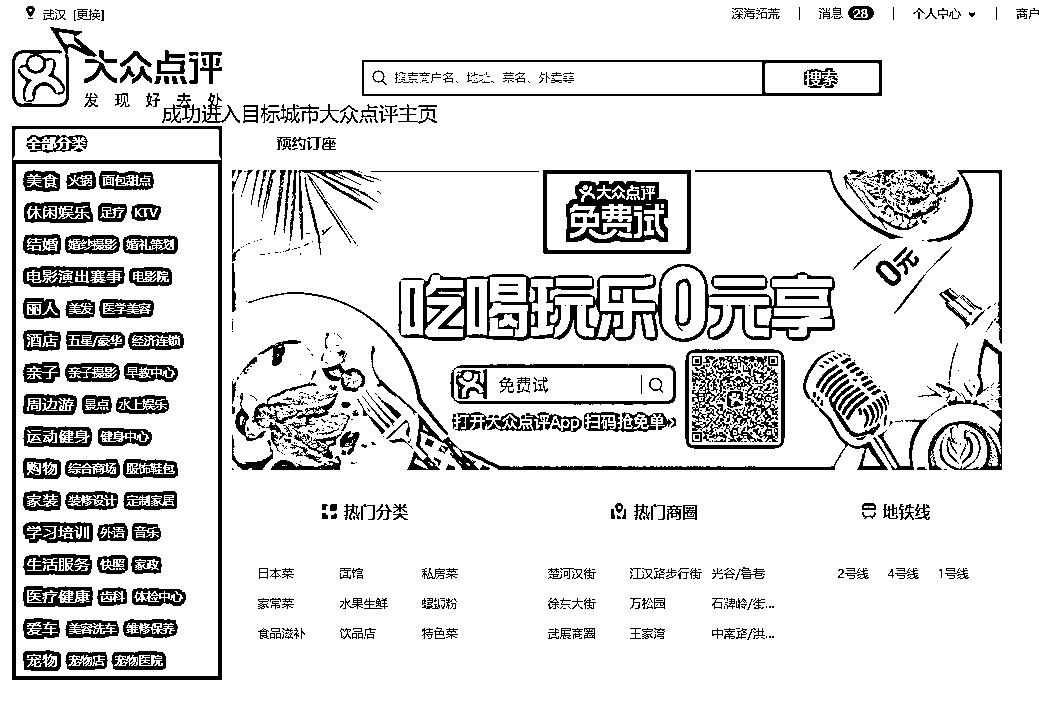 武汉 [更换] 深海拓荒 消息 28 个人中心 商户
大众点评
发现好去处
搜索商户名、地址、菜名、外卖等 搜索
成功进入目标城市大众点评主页
全部分类
预约订座
美食 火锅 面包甜点
休闲娱乐 足疗 KTV
结婚 婚纱摄影 婚礼策划
电影演出赛事 电影院
丽人 美发 医学美容
酒店 五星/豪华 经济连锁
亲子 亲子摄影 早教中心
周边游 景点 水上娱乐
运动健身 健身中心
购物 综合商场 服饰鞋包
家装 装修设计 定制家居
学习培训 外语 音乐
生活服务 快照 家政
医疗健康 齿科 体检中心
爱车 美容洗车 维修保养
宠物 宠物店 宠物医院
大众点评
免费试
0元
吃喝玩乐0元享
免费试
打开大众点评App 扫码抢免单»
热门分类
日本菜 面馆 私房菜
家常菜 水果生鲜 螺蛳粉
食品滋补 饮品店 特色菜
热门商圈
楚河汉街 江汉路步行街 光谷/鲁巷
徐东大街 万松园 石牌岭/街...
武展商圈 王家湾 中南路/洪...
地铁线
2号线 4号线 1号线